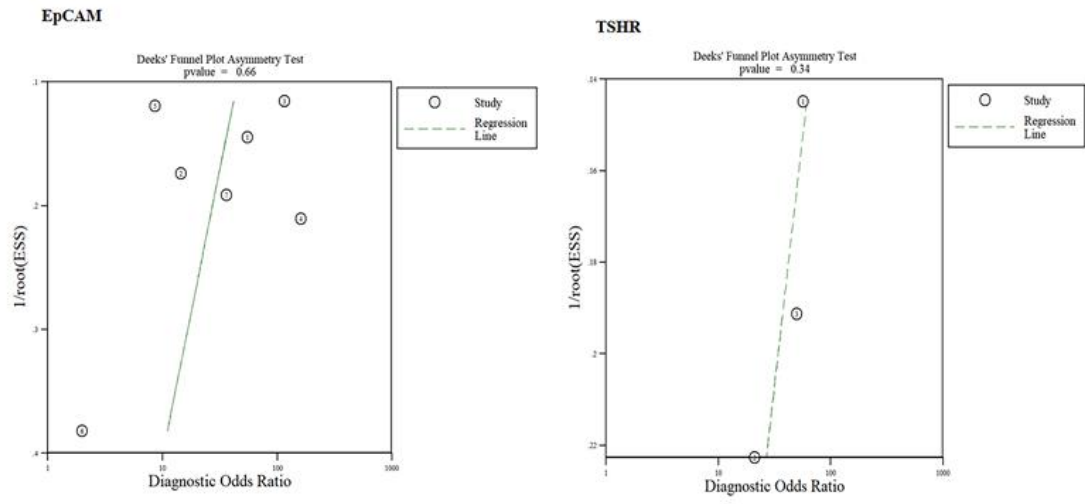 EpCAM
Deeks' Funnel Plot Asymmetry Test
pvalue = 0.66
.1
.2
.3
.4
1/root(ESS)
1
10
100
1000
Diagnostic Odds Ratio
Study
Regression
Line
TSHR
Deeks' Funnel Plot Asymmetry Test
pvalue = 0.34
.14
.16
.18
.2
.22
1/root(ESS)
1
10
100
1000
Diagnostic Odds Ratio
Study
Regression
Line